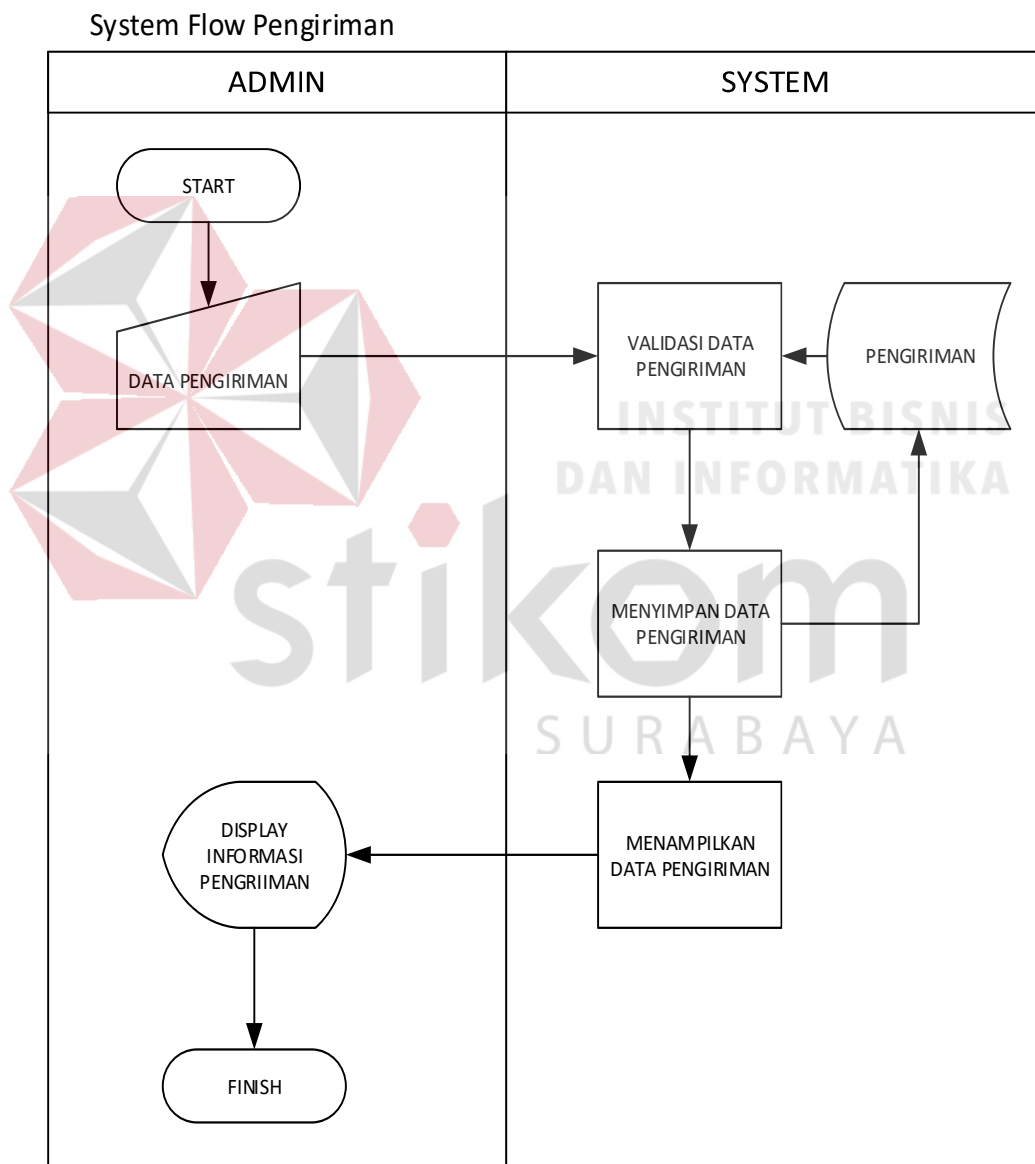 System Flow Pengiriman
ADMIN
SYSTEM
START
DATA PENGIRIMAN
VALIDASI DATA
PENGIRIMAN
PENGIRIMAN
INSTITUT BISNIS
DAN INFORMATIKA
stikom
SURABAYA
MENYIMPAN DATA
PENGIRIMAN
DISPLAY
INFORMASI
PENGRIIMAN
MENAMPILKAN
DATA PENGIRIMAN
FINISH